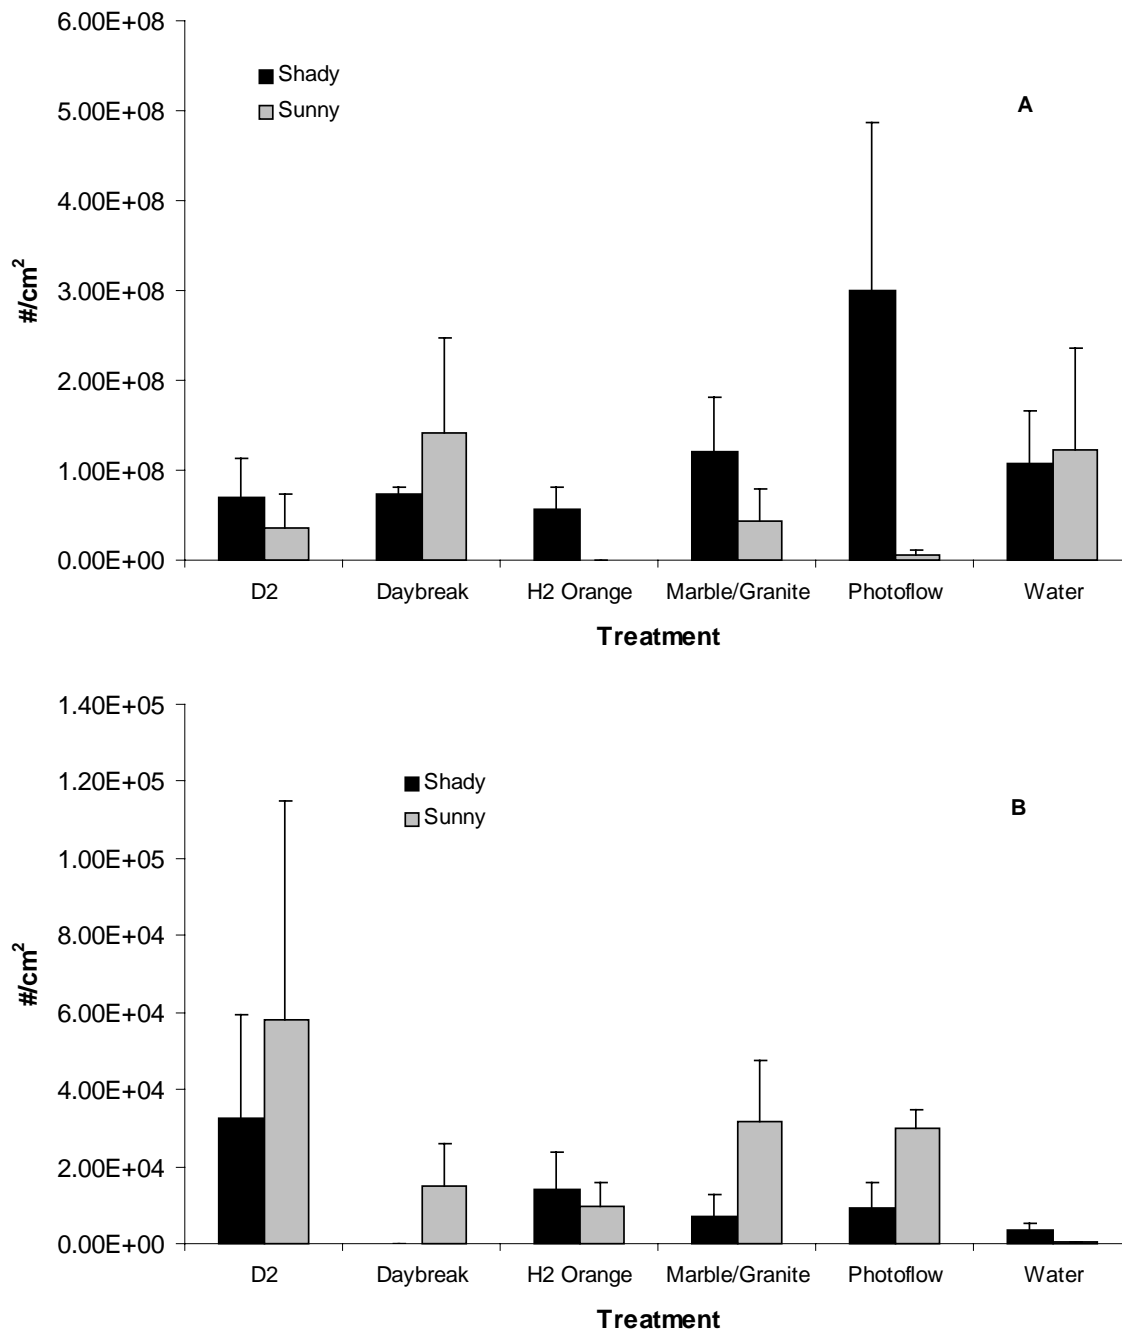 6.00E+08
Shady
Sunny
A
5.00E+08
4.00E+08
3.00E+08
2.00E+08
1.00E+08
0.00E+00
#/cm²
D2 Daybreak H2 Orange Marble/Granite Photoflow Water
Treatment
1.40E+05
Shady
Sunny
B
1.20E+05
1.00E+05
8.00E+04
6.00E+04
4.00E+04
2.00E+04
0.00E+00
#/cm²
D2 Daybreak H2 Orange Marble/Granite Photoflow Water
Treatment